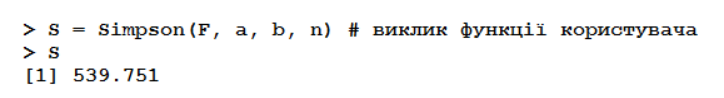 > S = Simpson(F, a, b, n) # виклик функції користувача
> S
[1] 539.751